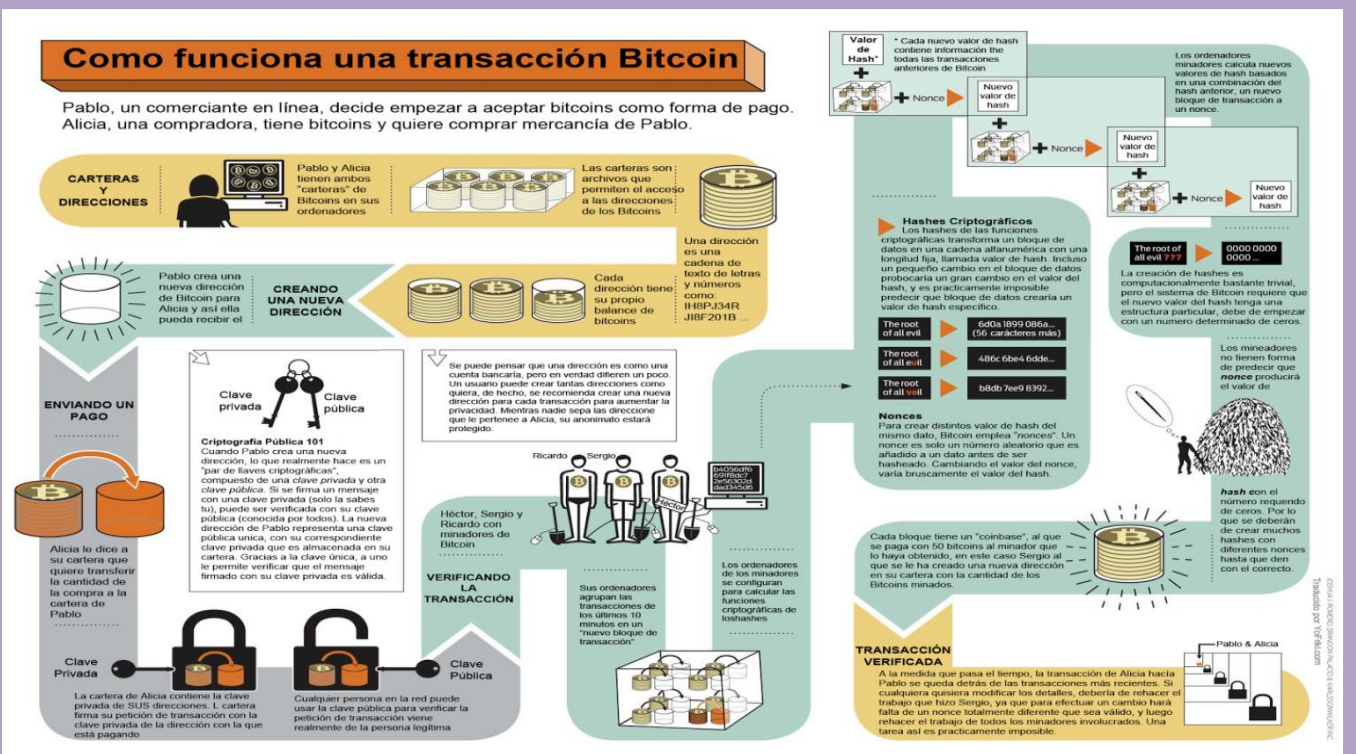 Como funciona una transacción Bitcoin
Pablo, un comerciante en línea, decide empezar a aceptar bitcoins como forma de pago.
Alicia, una compradora, tiene bitcoins y quiere comprar mercancía de Pablo.
CARTERAS
Y
DIRECCIONES
Pablo y Alicia
tienen ambos
"carteras" de
Bitcoins en sus
ordenadores
Las carteras son
archivos que
permiten el acceso
a las direcciones
de los Bitcoins
Una dirección
es una
cadena de
texto de letras
y números
como:
IH8PJ34R
JI8F201B ...
Cada
dirección tiene
su propio
balance de
bitcoins
CREANDO
UNA NUEVA
DIRECCIÓN
Pablo crea una
nueva dirección
de Bitcoin para
Alicia y así ella
pueda recibir el
ENVIANDO UN
PAGO
Alicia le dice a
su cartera que
quiere transferir
la cantidad de
la compra a la
cartera de
Pablo
Clave
privada
Clave
pública
Criptografia Pública 101
Cuando Pablo crea una nueva
dirección, lo que realmente hace es un
"par de llaves criptográficas",
compuesto de una clave privada y otra
clave pública. Si se firma un mensaje
con una clave privada (solo la sabes
tu), puede ser verificada con su clave
pública (conocida por todos). La nueva
dirección de Pablo representa una clave
pública unica, con su correspondiente
clave privada que es almacenada en su
cartera. Gracias a la clave única, a uno
le permite verificar que el mensaje
firmado con su clave privada es válida.
Se puede pensar que una dirección es como una
cuenta bancaría, pero en verdad difieren un poco.
Un usuario puede crear tantas direcciones como
quiera, de hecho, se recomienda crear una nueva
dirección para cada transacción para aumentar la
privacidad. Mientras nadie sepa las direccione
que le pertenee a Alicia, su anonimato estará
protegido.
Clave
Privada
La cartera de Alicia contiene la clave
privada de SUS direcciones. L cartera
firma su petición de transacción con la
clave privada de la dirección con la que
está pagando
Clave
Pública
Cualquier persona en la red puede
usar la clave pública para verificar la
petición de transacción viene
realmente de la persona legítima
VERIFICANDO
LA
TRANSACCIÓN
Héctor, Sergio y
Ricardo con
minadores de
Bitcoin
Ricardo
Sergio
Héctor
b4056df6
691f8dc7
2e56302d
dad345d6
Sus ordenadores
agrupan las
transacciones de
los últimos 10
minutos en un
"nuevo bloque de
transacción"
Los ordenadores
de los minadores
se configuran
para calcular las
funciones
criptográficas de
loshashes
Valor
de
Hash*
* Cada nuevo valor de hash
contiene información the
todas las transacciones
anteriores de Bitcoin
+
+ Nonce
Nuevo
valor de
hash
+
+ Nonce
Nuevo
valor de
hash
+
+ Nonce
Nuevo
valor de
hash
Los ordenadores
minadores calcula nuevos
valores de hash basados
en una combinación del
hash anterior, un nuevo
bloque de transacción a
un nonce.
Hashes Criptográficos
Los hashes de las funciones
criptográficas transforma un bloque de
datos en una cadena alfanumérica con una
longitud fija, llamada valor de hash. Incluso
un pequeño cambio en el bloque de datos
probocaría un gran cambio en el valor del
hash, y es practicamente imposible
predecir que bloque de datos crearía un
valor de hash específico.
The root
of all evil
6d0a 1899 086a...
(56 carácteres más)
The root
of all euil
486c 6be4 6dde...
The root
of all veil
b8db 7ee9 8392...
Nonces
Para crear distintos valor de hash del
mismo dato, Bitcoin emplea "nonces". Un
nonce es solo un número aleatorio que es
añadido a un dato antes de ser
hasheado. Cambiando el valor del nonce,
varía bruscamente el valor del hash.
The root of
all evil ???
0000 0000
0000 ...
La creación de hashes es
computacionalmente bastante trivial,
pero el sistema de Bitcoin requiere que
el nuevo valor del hash tenga una
estructura particular, debe de empezar
con un numero determinado de ceros.
Los mineadores
no tienen forma
de predecir que
nonce producirá
el valor de
hash con el
número requerido
de ceros. Por lo
que se deberán
de crear muchos
hashes con
diferentes nonces
hasta que den
con el correcto.
Cada bloque tiene un "coinbase", al que
se paga con 50 bitcoins al minador que
lo haya obtenido, en este caso Sergio al
que se le ha creado una nueva dirección
en su cartera con la cantidad de los
Bitcoins minados.
TRANSACCIÓN
VERIFICADA
A la medida que pasa el tiempo, la transacción de Alicia hacía
Pablo se queda detrás de las transacciones más recientes. Si
cualquiera quisiera modificar los detalles, debería de rehacer el
trabajo que hizo Sergio, ya que para efectuar un cambio hará
falta de un nonce totalmente diferente que sea válido, y luego
rehacer el trabajo de todos los minadores involucrados. Una
tarea así es practicamente imposible.
Pablo & Alicia
Traducido por YoFriki.com